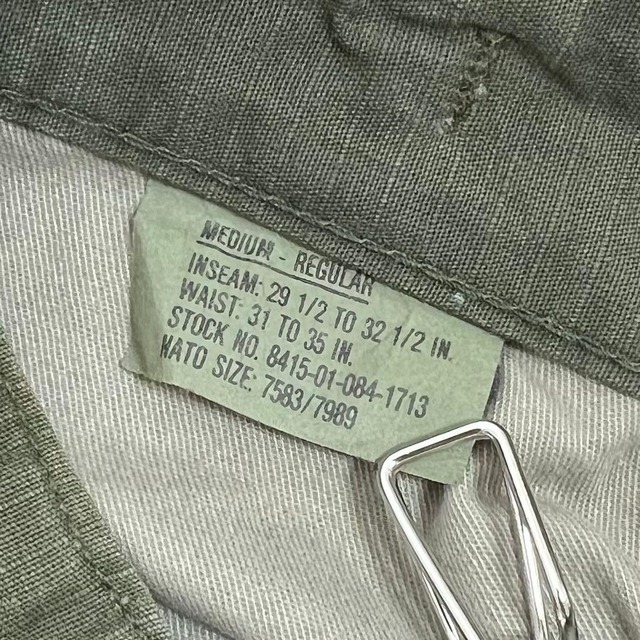 MEDIUM - REGULAR
INSEAM: 29 1/2 TO 32 1/2 IN.
WAIST: 31 TO 35 IN.
STOCK NO. 8415-01-084-1713
NATO SIZE: 7583/7989